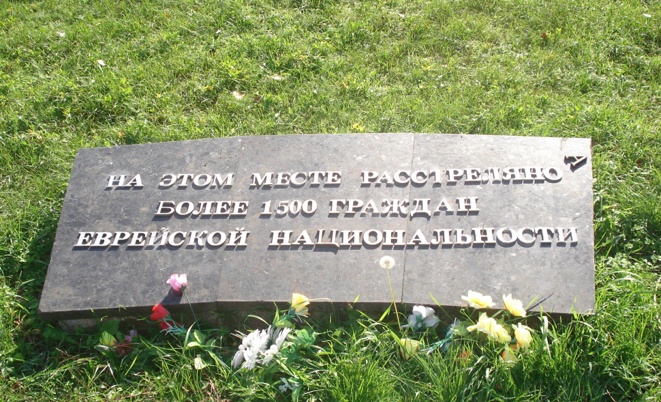 НА ЭТОМ МЕСТЕ РАССТРЕЛЯНО
БОЛЕЕ 1500 ГРАЖДАН
ЕВРЕЙСКОЙ НАЦИОНАЛЬНОСТИ